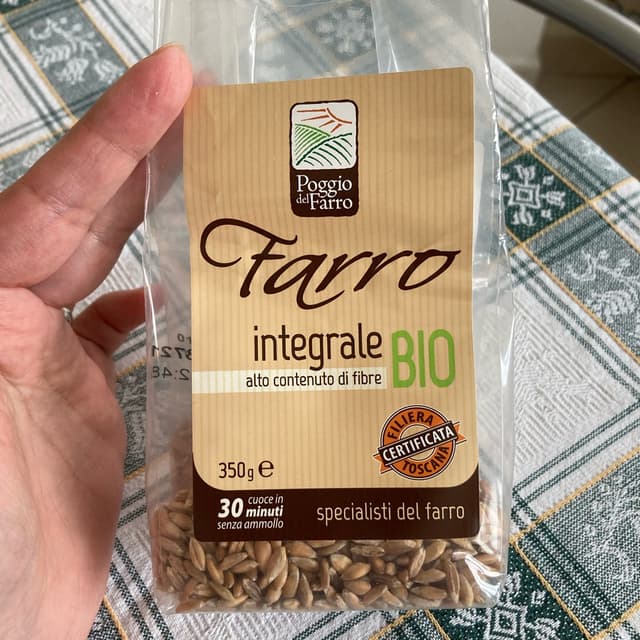 Poggio
del Farro
Farro
integrale
BIO
alto contenuto di fibre
FILIERA
CERTIFICATA
TOSCANA
350g e
30 cuoce in
minuti
senza ammollo
specialisti del farro